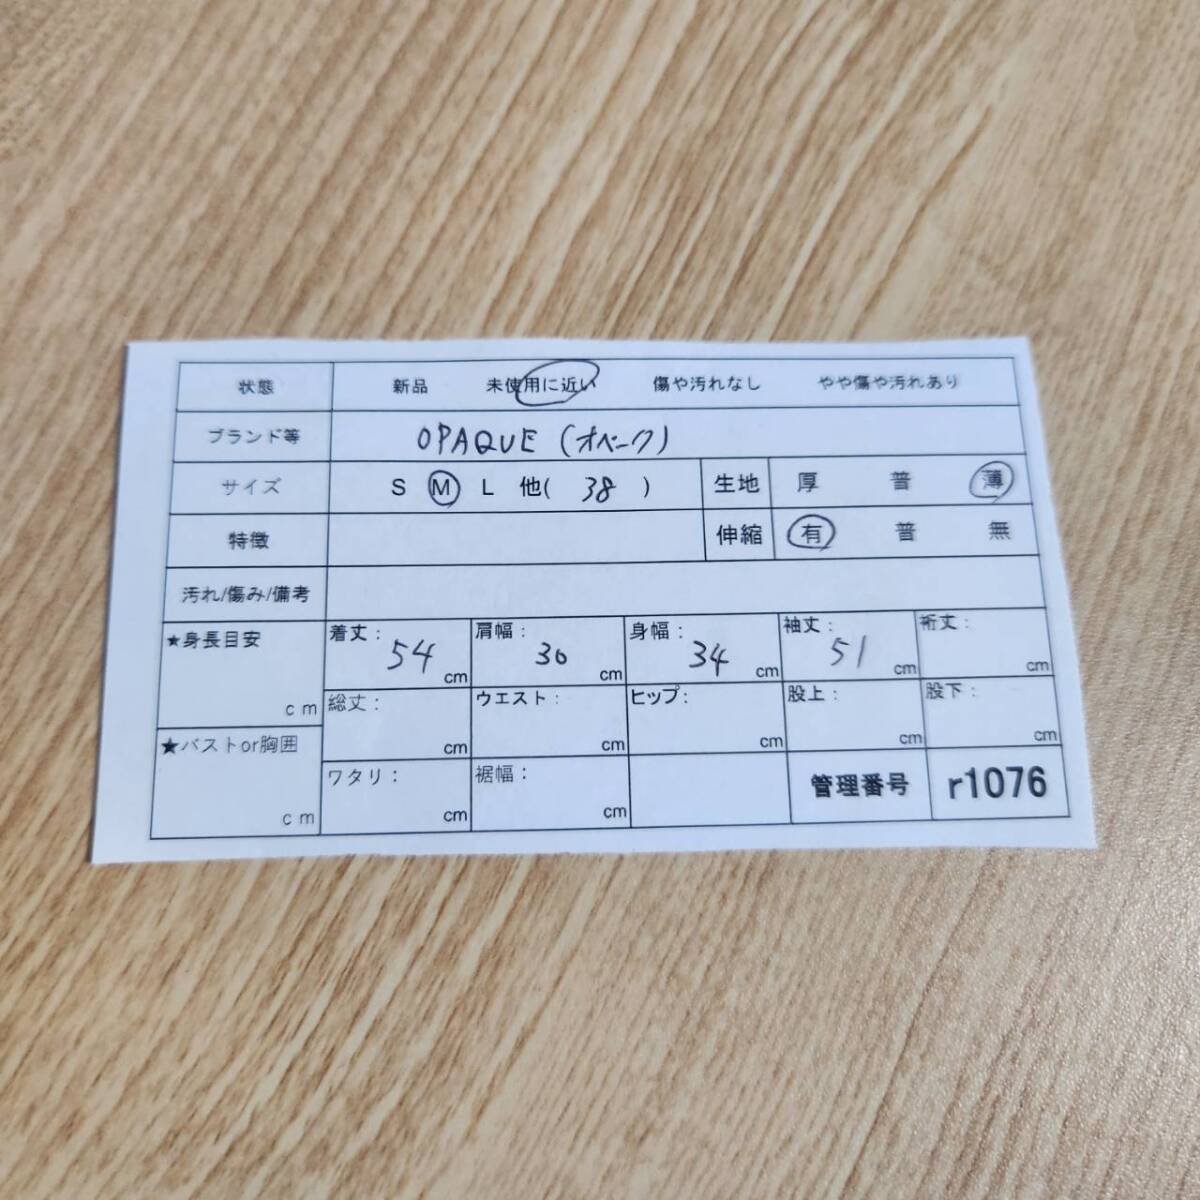 状態 新品 未使用に近い 傷や汚れなし やや傷や汚れあり
ブランド等 OPAQUE (オペーク)
サイズ S M L 他( 38 ) 生地 厚 普 薄
特徴 伸縮 有 普 無
汚れ/傷み/備考
★身長目安 cm
着丈: 54 cm 肩幅: 30 cm 身幅: 34 cm 袖丈: 51 cm 裄丈: cm
総丈: cm ウエスト: cm ヒップ: cm 股上: cm 股下: cm
★バストor胸囲 cm
ワタリ: cm 裾幅: cm 管理番号 r1076